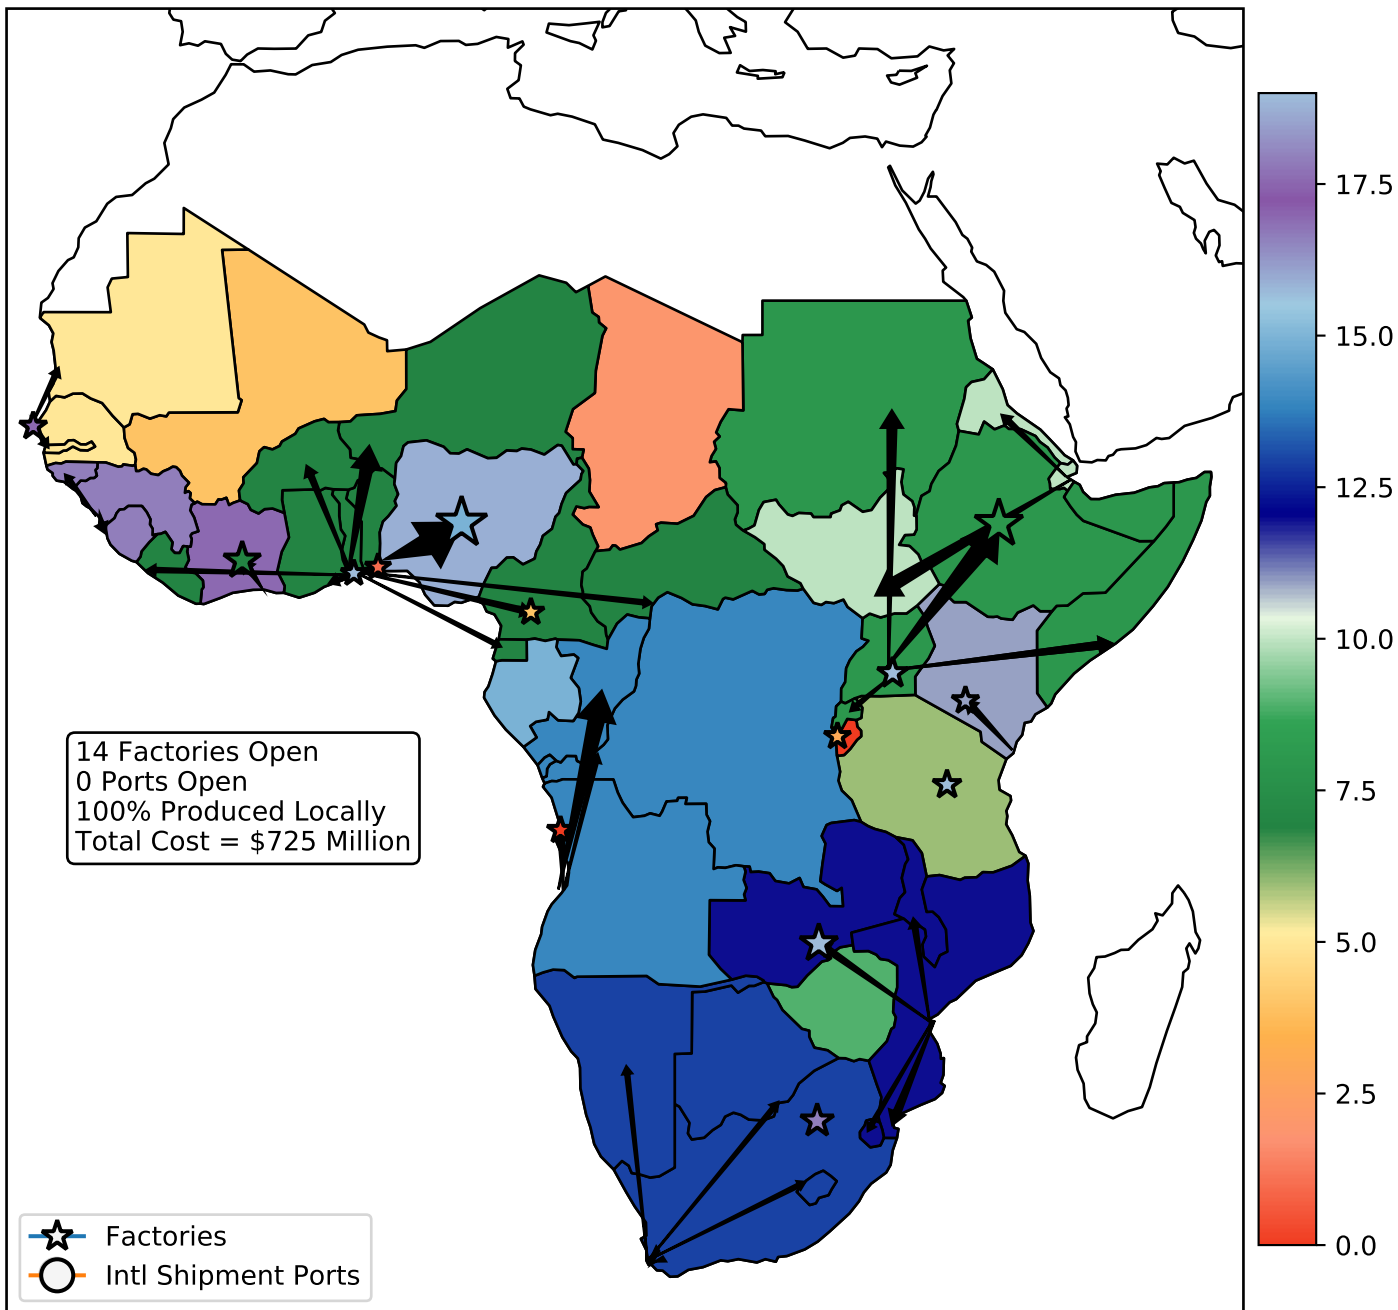 14 Factories Open
0 Ports Open
100% Produced Locally
Total Cost = $725 Million
Factories
Intl Shipment Ports
17.5
15.0
12.5
10.0
7.5
5.0
2.5
0.0